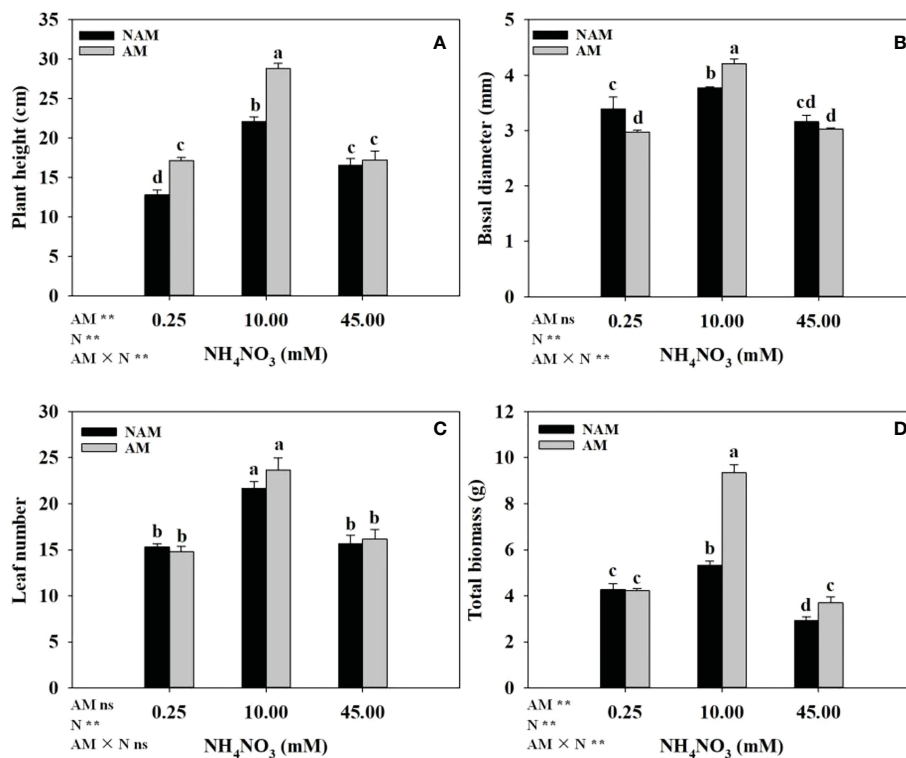 A
NAM
AM
Plant height (cm)
35
30
25
20
15
10
5
0
d c b a c c
0.25 10.00 45.00
AM **
N **
AM × N **
NH₄NO₃ (mM)
B
NAM
AM
Basal diameter (mm)
5
4
3
2
1
0
c d b a cd d
0.25 10.00 45.00
AM ns
N **
AM × N **
NH₄NO₃ (mM)
C
NAM
AM
Leaf number
30
25
20
15
10
5
0
b b a a b b
0.25 10.00 45.00
AM ns
N **
AM × N ns
NH₄NO₃ (mM)
D
NAM
AM
Total biomass (g)
12
10
8
6
4
2
0
c c b a d c
0.25 10.00 45.00
AM **
N **
AM × N **
NH₄NO₃ (mM)